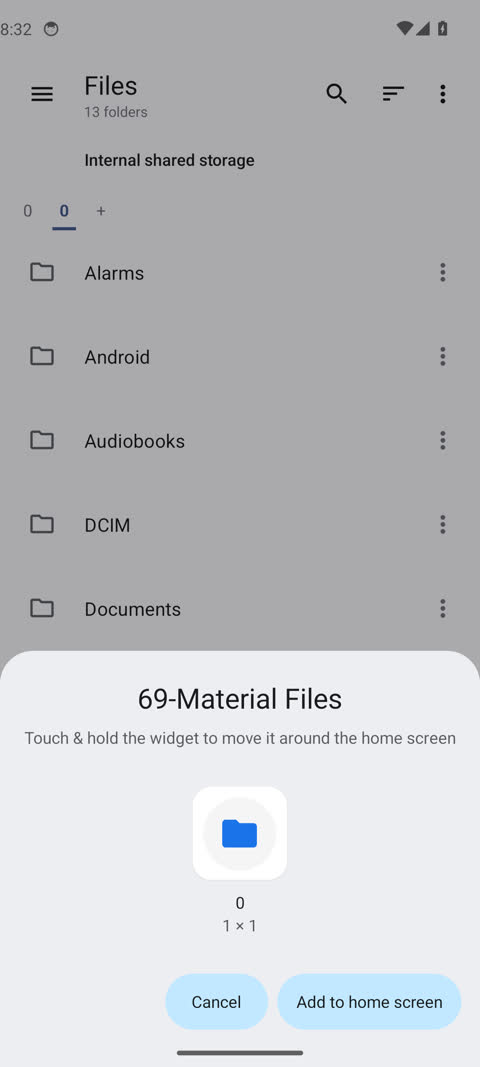 8:32
Files
13 folders
Internal shared storage
0 0 +
Alarms
Android
Audiobooks
DCIM
Documents
69-Material Files
Touch & hold the widget to move it around the home screen
0
1 × 1
Cancel Add to home screen